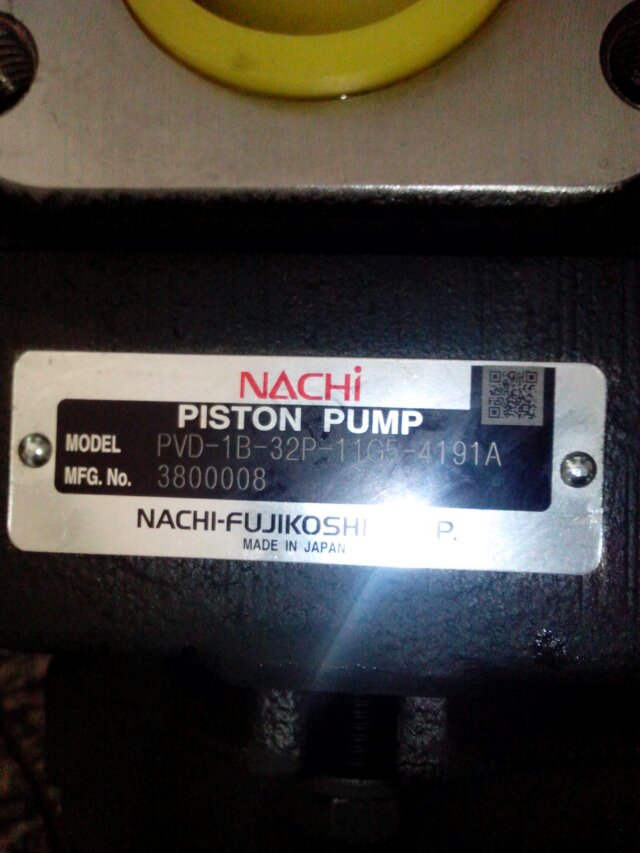 NACHi
PISTON PUMP
MODEL PVD-1B-32P-11G5-4191A
MFG. No. 3800008
NACHI-FUJIKOSHI P.
MADE IN JAPAN